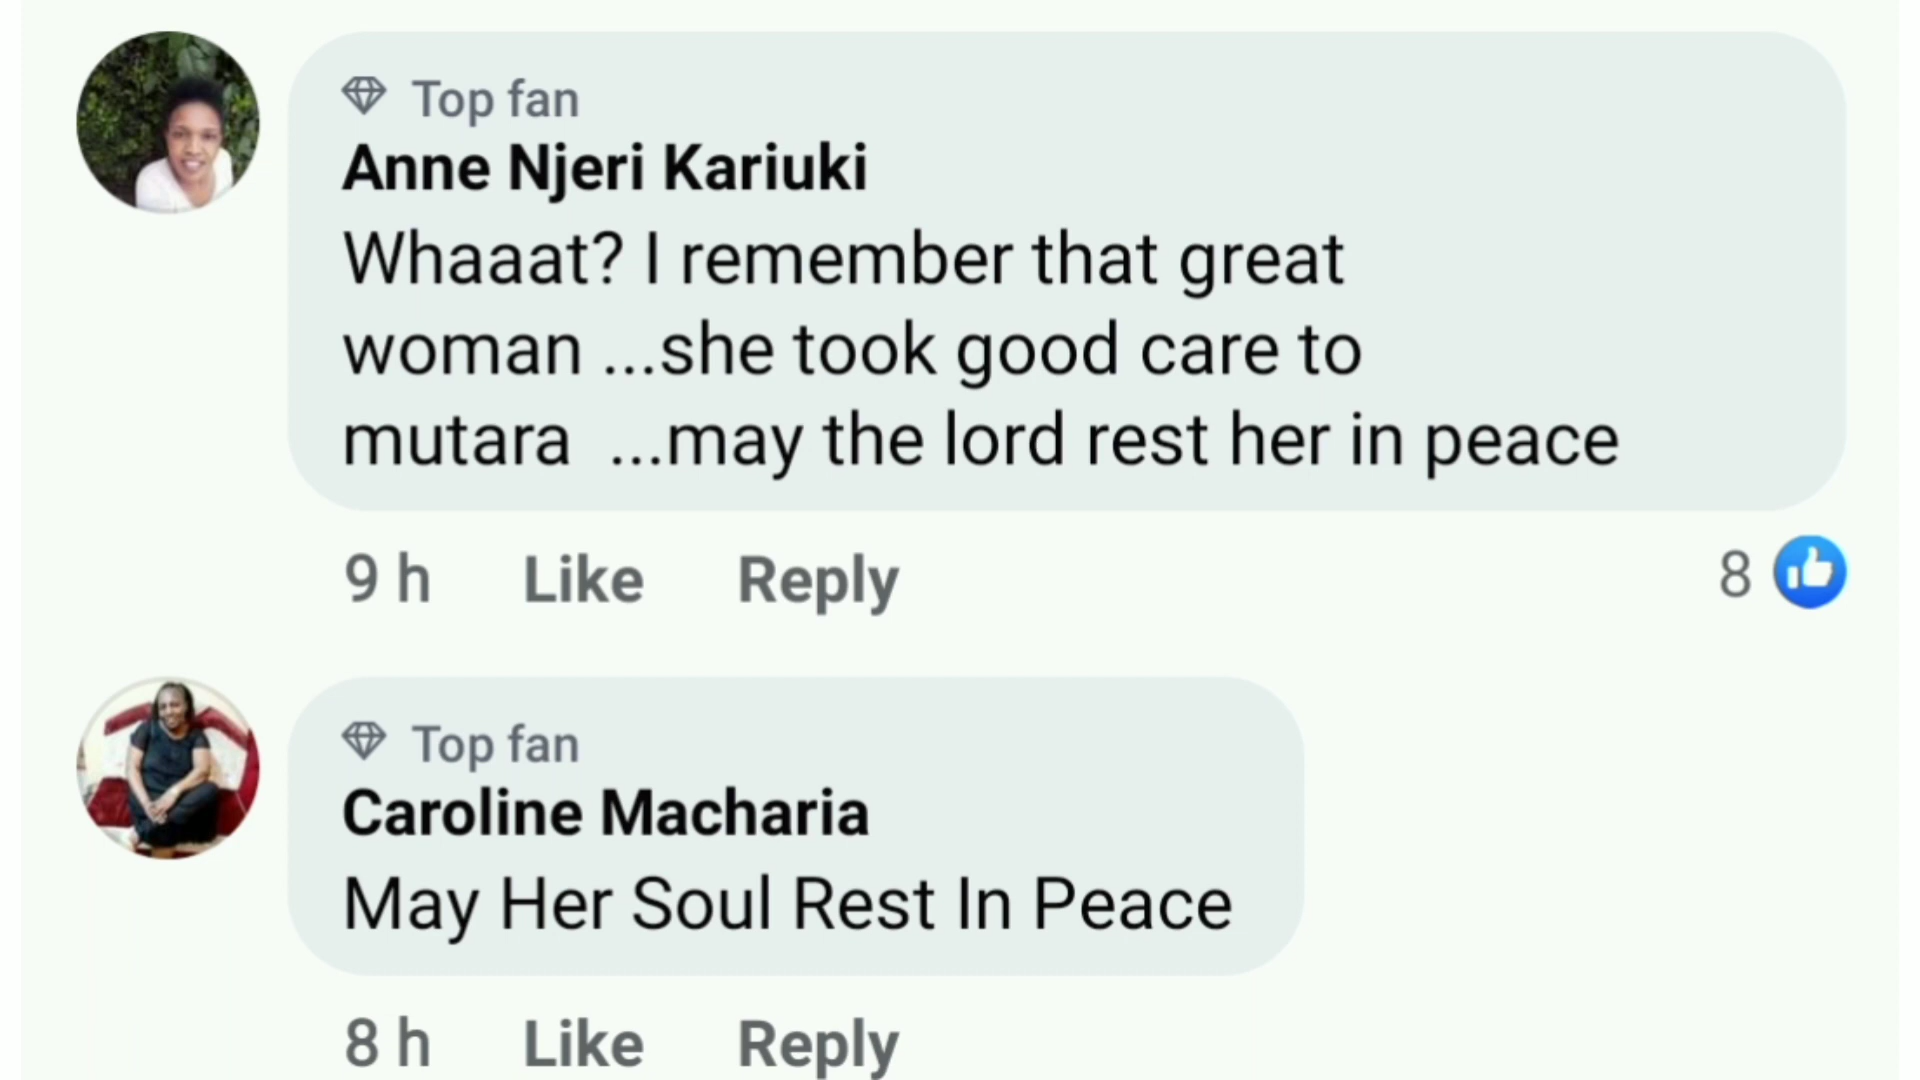 Top fan
Anne Njeri Kariuki
Whaaat? I remember that great
woman ...she took good care to
mutara ...may the lord rest her in peace
9 h Like Reply 8
Top fan
Caroline Macharia
May Her Soul Rest In Peace
8 h Like Reply